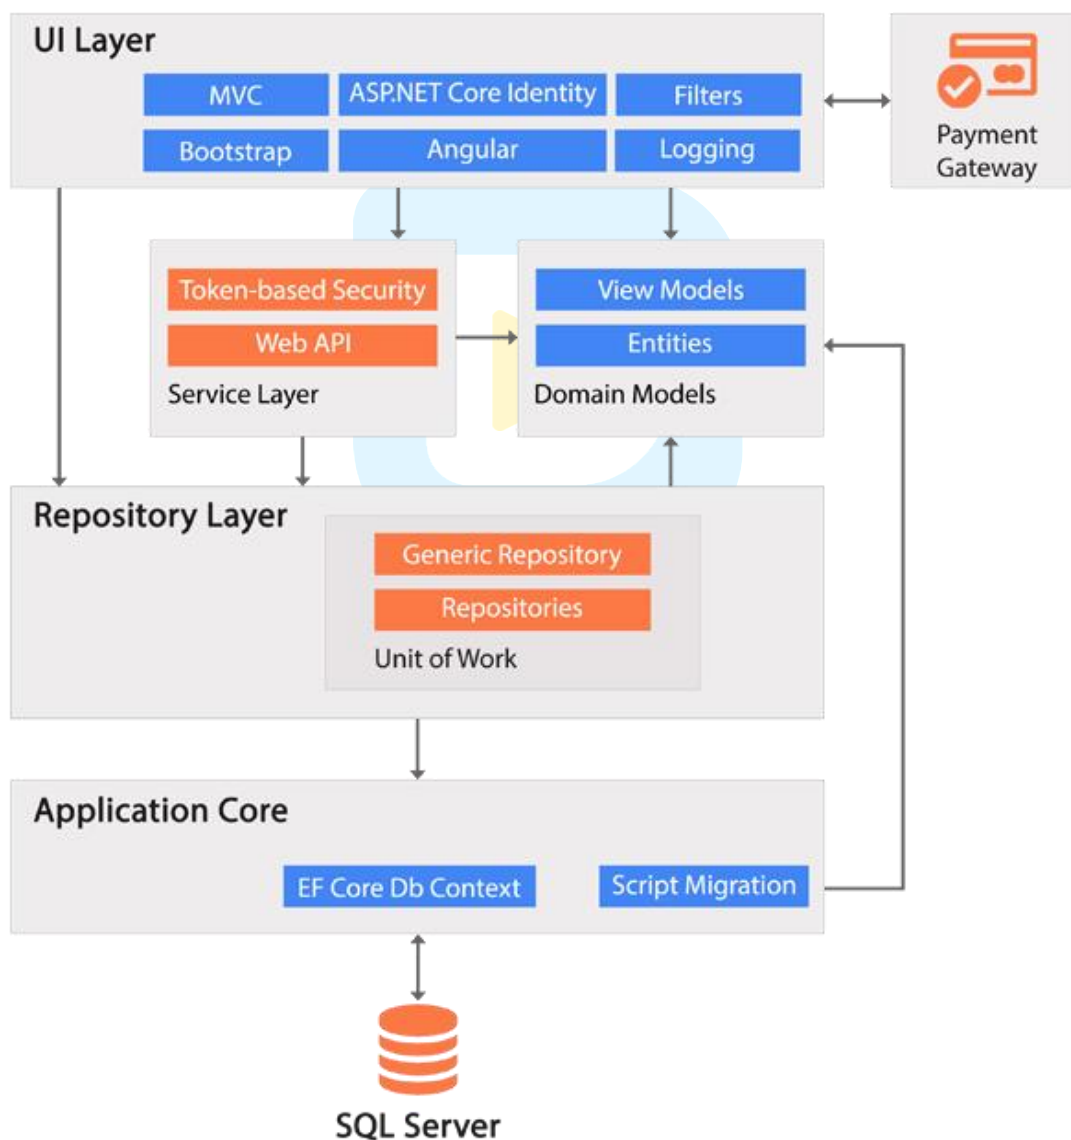 UI Layer
MVC
ASP.NET Core Identity
Filters
Bootstrap
Angular
Logging
Payment
Gateway
Token-based Security
Web API
Service Layer
View Models
Entities
Domain Models
Repository Layer
Generic Repository
Repositories
Unit of Work
Application Core
EF Core Db Context
Script Migration
SQL Server